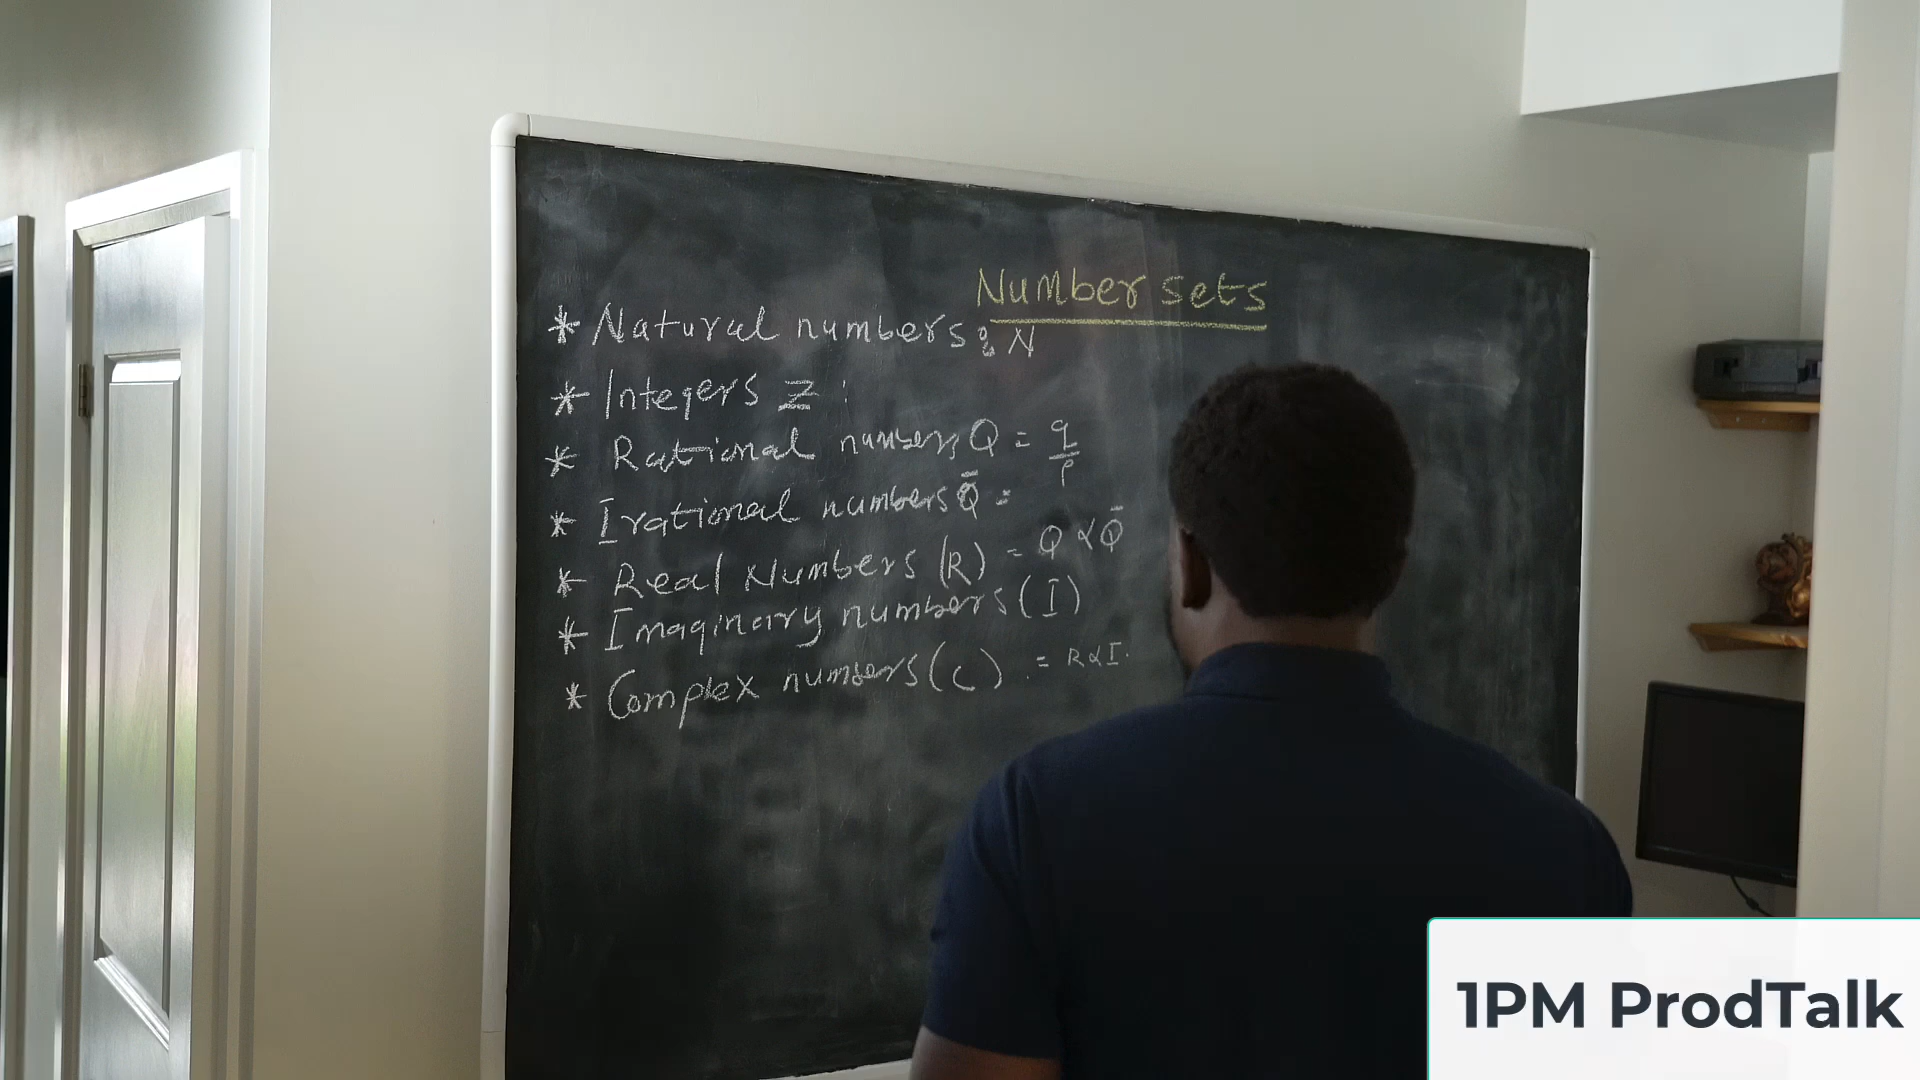 Number sets
* Natural numbers: N
* Integers Z :
* Rational numbers Q = q/p
* Irational numbers Q̄ =
* Real Numbers (R) = Q & Q̄
* Imaginary numbers (I)
* Complex numbers (C) . = R & I.
1PM ProdTalk